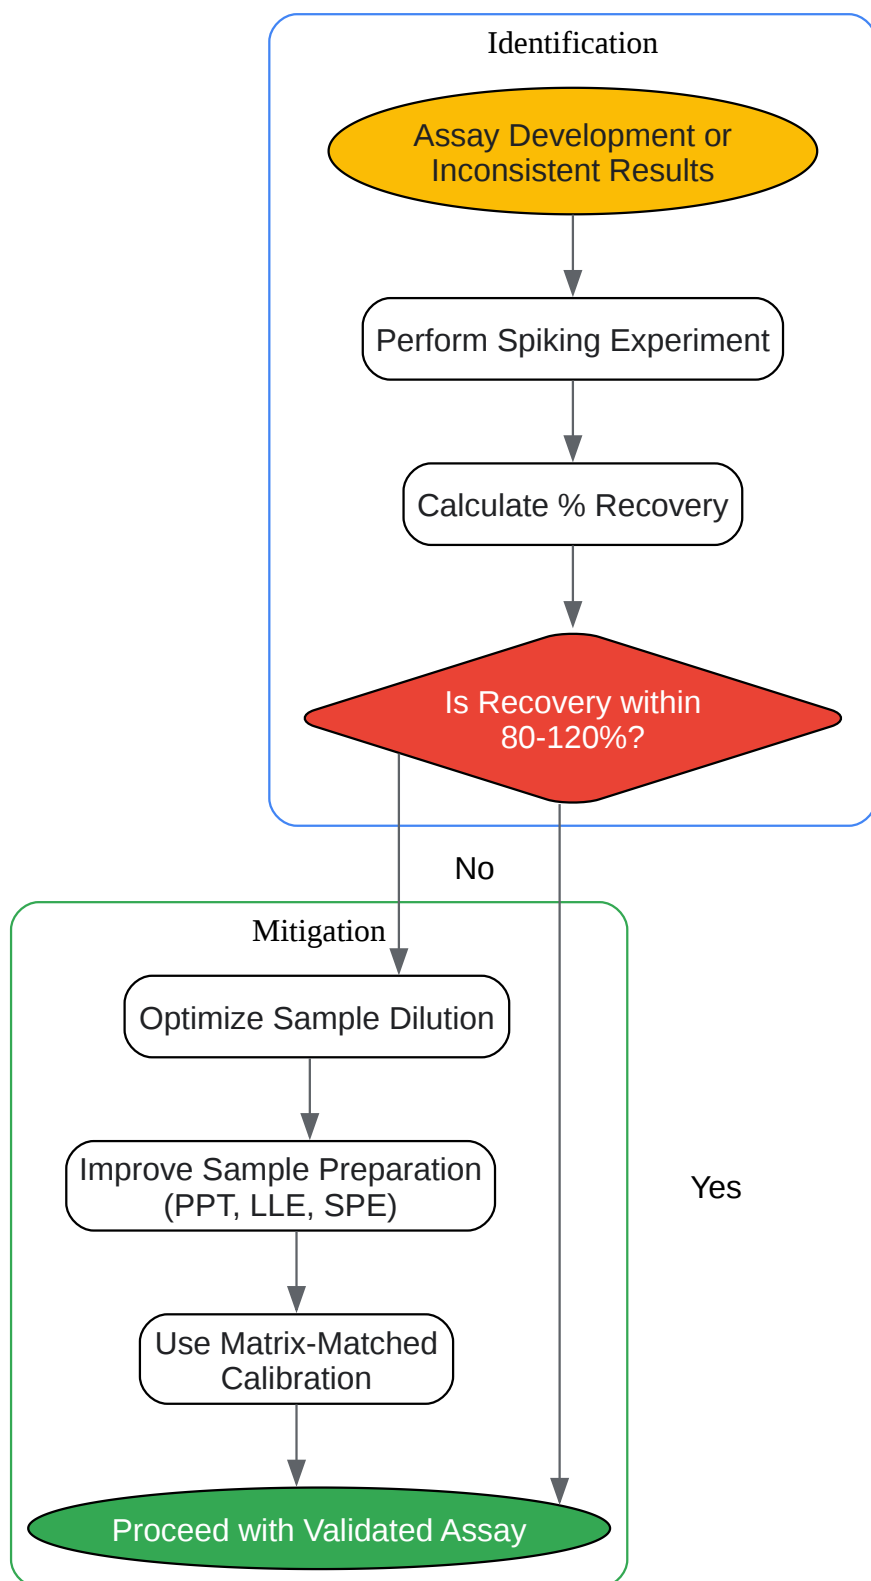 Identification
Assay Development or
Inconsistent Results
Perform Spiking Experiment
Calculate % Recovery
Is Recovery within
80-120%?
No
Mitigation
Optimize Sample Dilution
Improve Sample Preparation
(PPT, LLE, SPE)
Yes
Use Matrix-Matched
Calibration
Proceed with Validated Assay